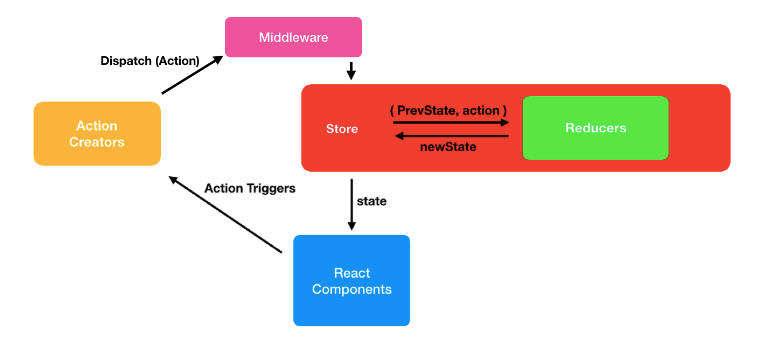 Middleware
Dispatch (Action)
( PrevState, action )
Action
Creators
Store
Reducers
newState
Action Triggers
state
React
Components